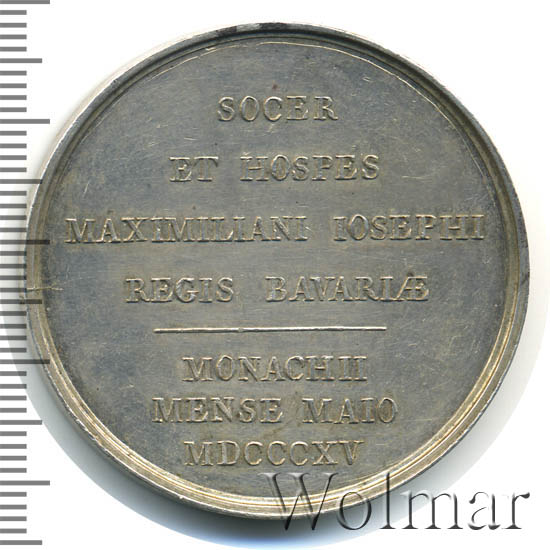 SOCER
ET HOSPES
MAXIMILIANI IOSEPHI
REGIS BAVARIÆ
MONACHII
MENSE MAIO
MDCCCXV
Wolmar